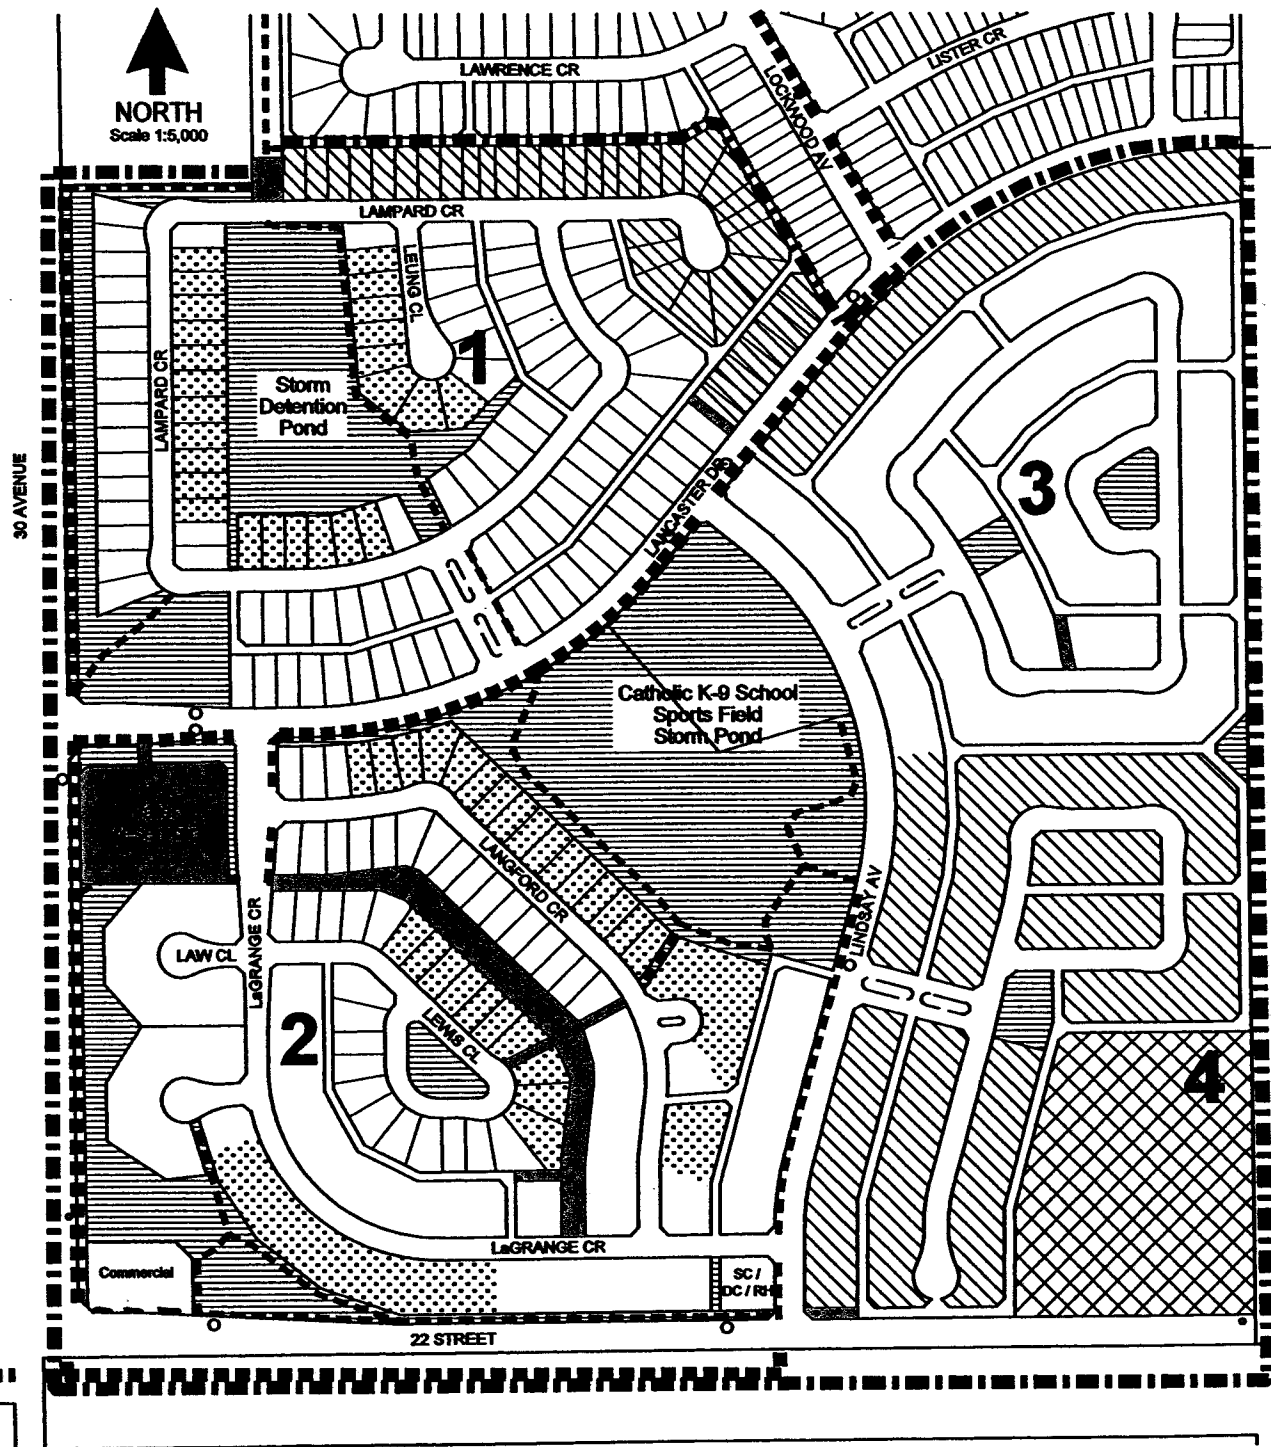 LAWRENCE CR
LISTER CR
LOCKWOOD AV
NORTH
Scale 1:5,000
LAMPARD CR
LEUNG CL
1
Storm
Detention
Pond
LAMPARD CR
30 AVENUE
LANCASTER DR
3
Catholic K-9 School
Sports Field
Storm Pond
LANGFORD CR
LINDSAY AV
LaGRANGE CR
LAW CL
LEWIS CL
2
4
LaGRANGE CR
Commercial
SC /
DC / RH
22 STREET